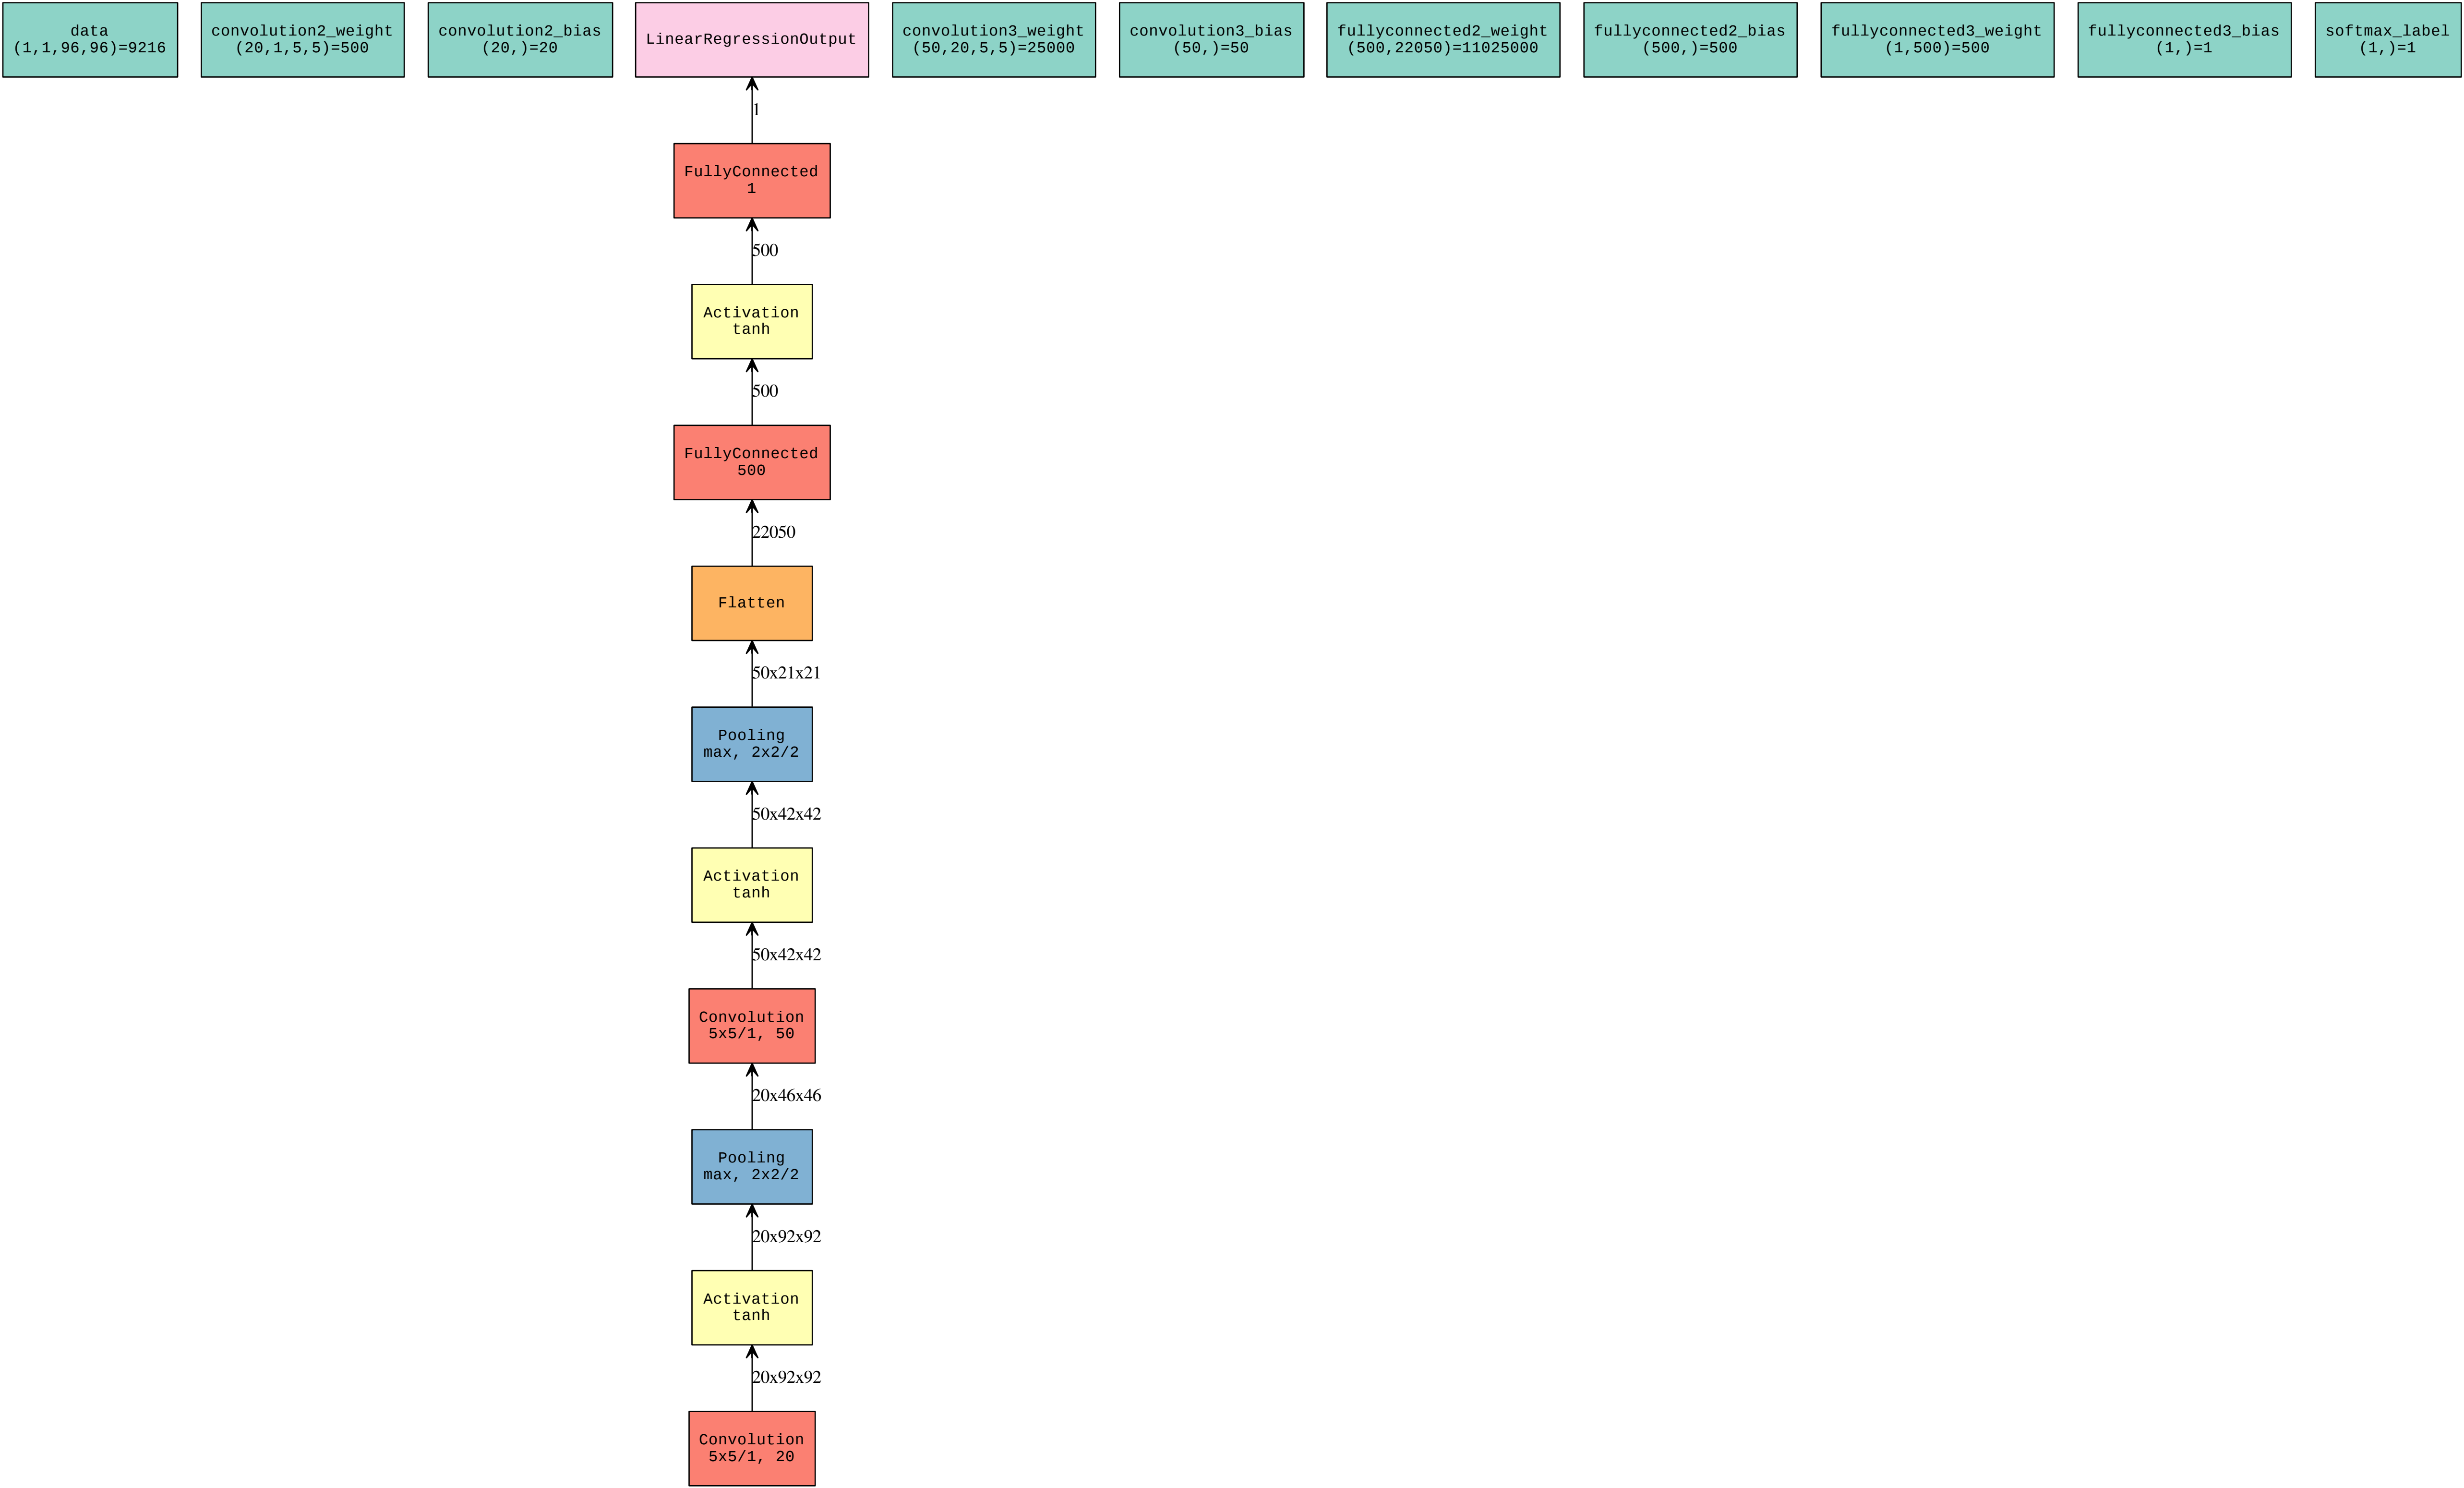 data
(1,1,96,96)=9216
convolution2_weight
(20,1,5,5)=500
convolution2_bias
(20,)=20
LinearRegressionOutput
convolution3_weight
(50,20,5,5)=25000
convolution3_bias
(50,)=50
fullyconnected2_weight
(500,22050)=11025000
fullyconnected2_bias
(500,)=500
fullyconnected3_weight
(1,500)=500
fullyconnected3_bias
(1,)=1
softmax_label
(1,)=1
1
FullyConnected
1
500
Activation
tanh
500
FullyConnected
500
22050
Flatten
50x21x21
Pooling
max, 2x2/2
50x42x42
Activation
tanh
50x42x42
Convolution
5x5/1, 50
20x46x46
Pooling
max, 2x2/2
20x92x92
Activation
tanh
20x92x92
Convolution
5x5/1, 20